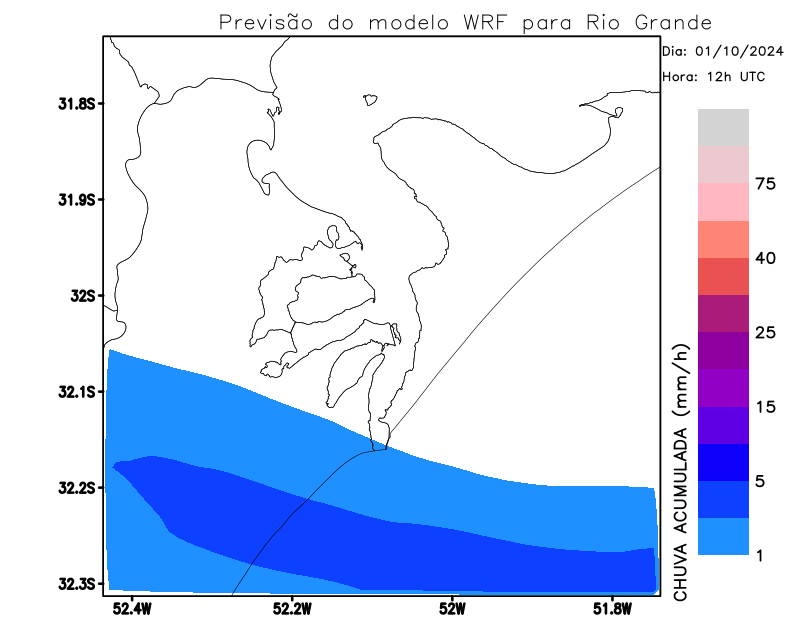 Previsão do modelo WRF para Rio Grande
Dia: 01/10/2024
Hora: 12h UTC
31.8S
31.9S
32S
32.1S
32.2S
32.3S
52.4W
52.2W
52W
51.8W
75
40
25
15
5
1
CHUVA ACUMULADA (mm/h)